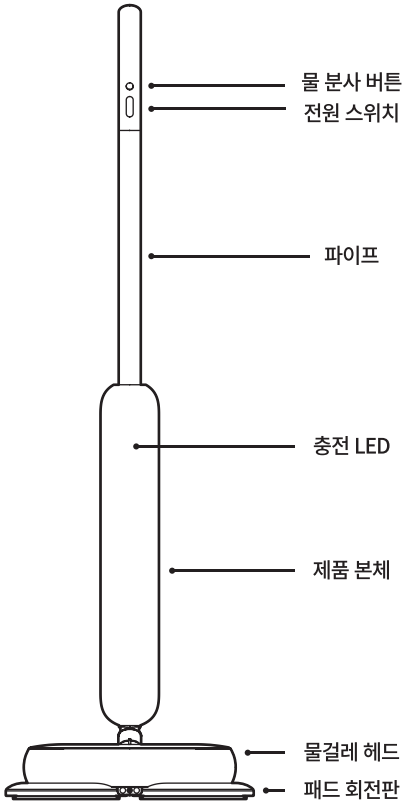 물 분사 버튼
전원 스위치
파이프
충전 LED
제품 본체
물걸레 헤드
패드 회전판